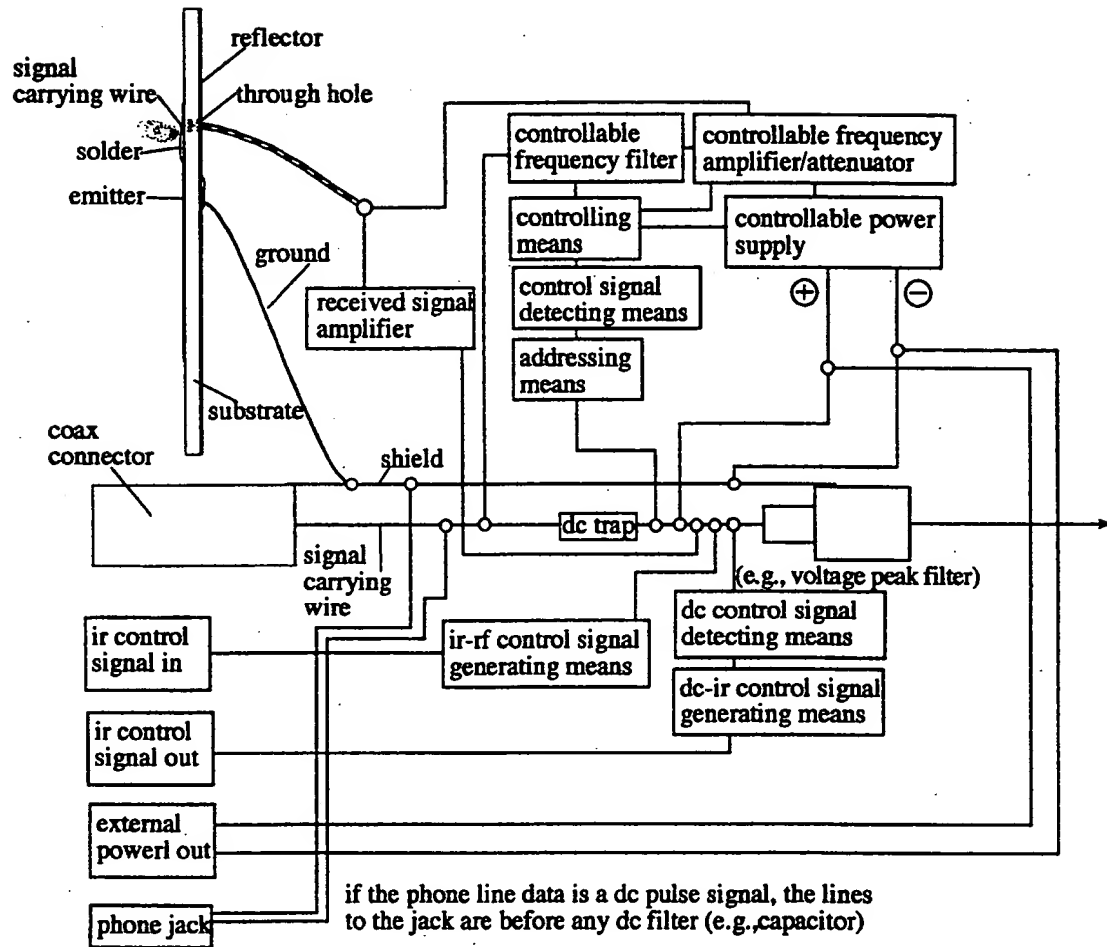 reflector
signal
carrying wire
through hole
solder
emitter
ground
controllable
frequency filter
controllable frequency
amplifier/attenuator
controlling
means
controllable power
supply
+
−
control signal
detecting means
received signal
amplifier
addressing
means
substrate
coax
connector
shield
dc trap
signal
carrying
wire
(e.g., voltage peak filter)
ir control
signal in
ir-rf control signal
generating means
dc control signal
detecting means
dc-ir control signal
generating means
ir control
signal out
external
powerl out
phone jack
if the phone line data is a dc pulse signal, the lines
to the jack are before any dc filter (e.g.,capacitor)